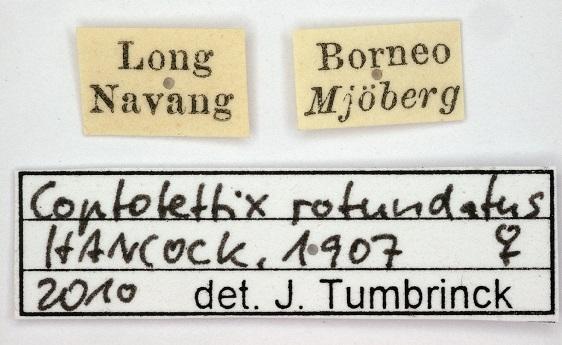 Long
Navang
Borneo
Mjöberg
Coptotettix rotundatus
HANCOCK, 1907 ♀
2010 det. J. Tumbrinck